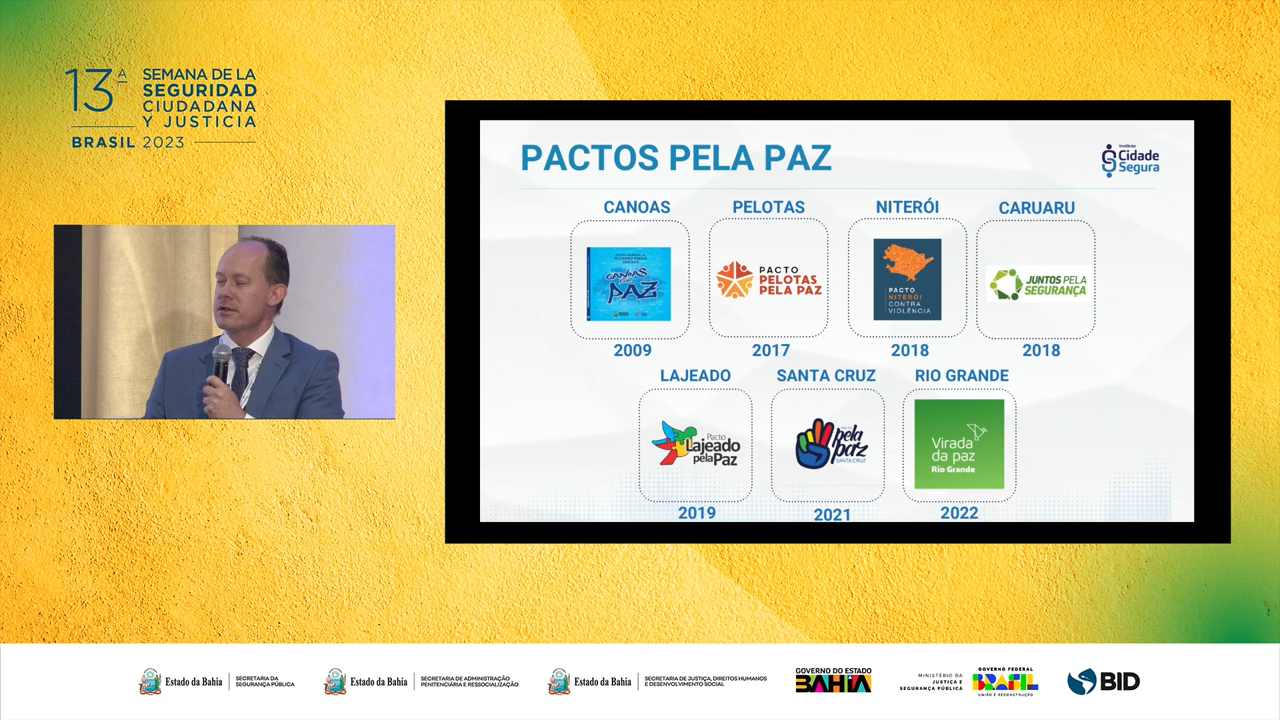 13ª
SEMANA DE LA
SEGURIDAD
CIUDADANA
Y JUSTICIA
BRASIL 2023
PACTOS PELA PAZ
Instituto
Cidade
Segura
CANOAS
PELOTAS
NITERÓI
CARUARU
CANOAS
PAZ
PACTO
PELOTAS
PELA PAZ
PACTO
NITERÓI
CONTRA
VIOLÊNCIA
JUNTOS PELA
SEGURANÇA
2009
2017
2018
2018
LAJEADO
SANTA CRUZ
RIO GRANDE
Pacto
Lajeado
pela Paz
PACTO
pela
paz
SANTA CRUZ
Virada
da paz
Rio Grande
2019
2021
2022
Estado da Bahia
SECRETARIA DA
SEGURANÇA PÚBLICA
Estado da Bahia
SECRETARIA DE ADMINISTRAÇÃO
PENITENCIÁRIA E RESSOCIALIZAÇÃO
Estado da Bahia
SECRETARIA DE JUSTIÇA, DIREITOS HUMANOS
E DESENVOLVIMENTO SOCIAL
GOVERNO DO ESTADO
BAHIA
MINISTÉRIO DA
JUSTIÇA E
SEGURANÇA PÚBLICA
GOVERNO FEDERAL
BRASIL
UNIÃO E RECONSTRUÇÃO
BID